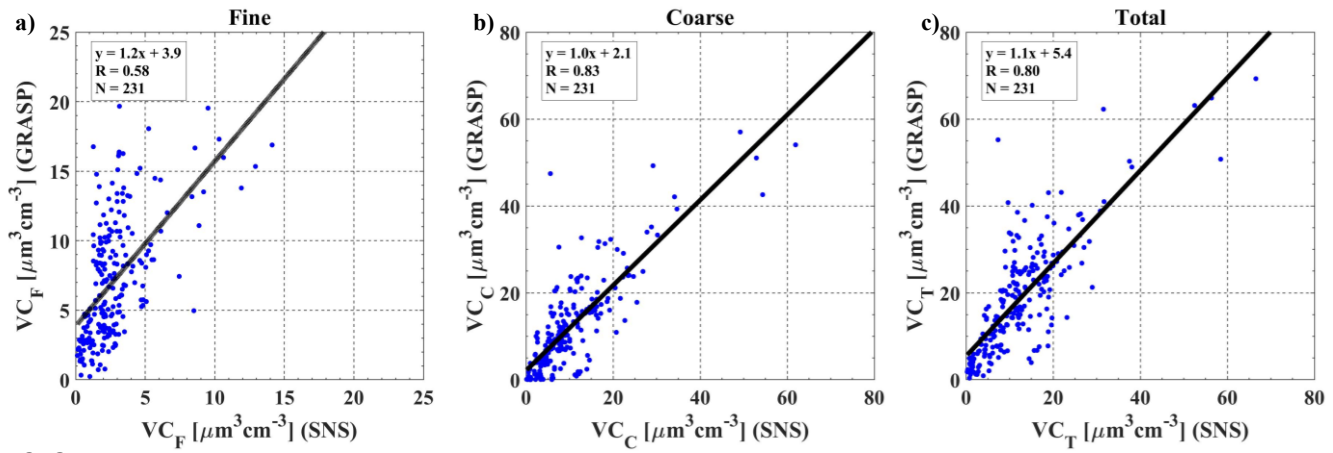 a)
Fine
y = 1.2x + 3.9
R = 0.58
N = 231
25
20
15
10
5
0
VC_F [μm³cm⁻³] (GRASP)
0 5 10 15 20 25
VC_F [μm³cm⁻³] (SNS)
b)
Coarse
y = 1.0x + 2.1
R = 0.83
N = 231
80
60
40
20
0
VC_C [μm³cm⁻³] (GRASP)
0 20 40 60 80
VC_C [μm³cm⁻³] (SNS)
c)
Total
y = 1.1x + 5.4
R = 0.80
N = 231
80
60
40
20
0
VC_T [μm³cm⁻³] (GRASP)
0 20 40 60 80
VC_T [μm³cm⁻³] (SNS)